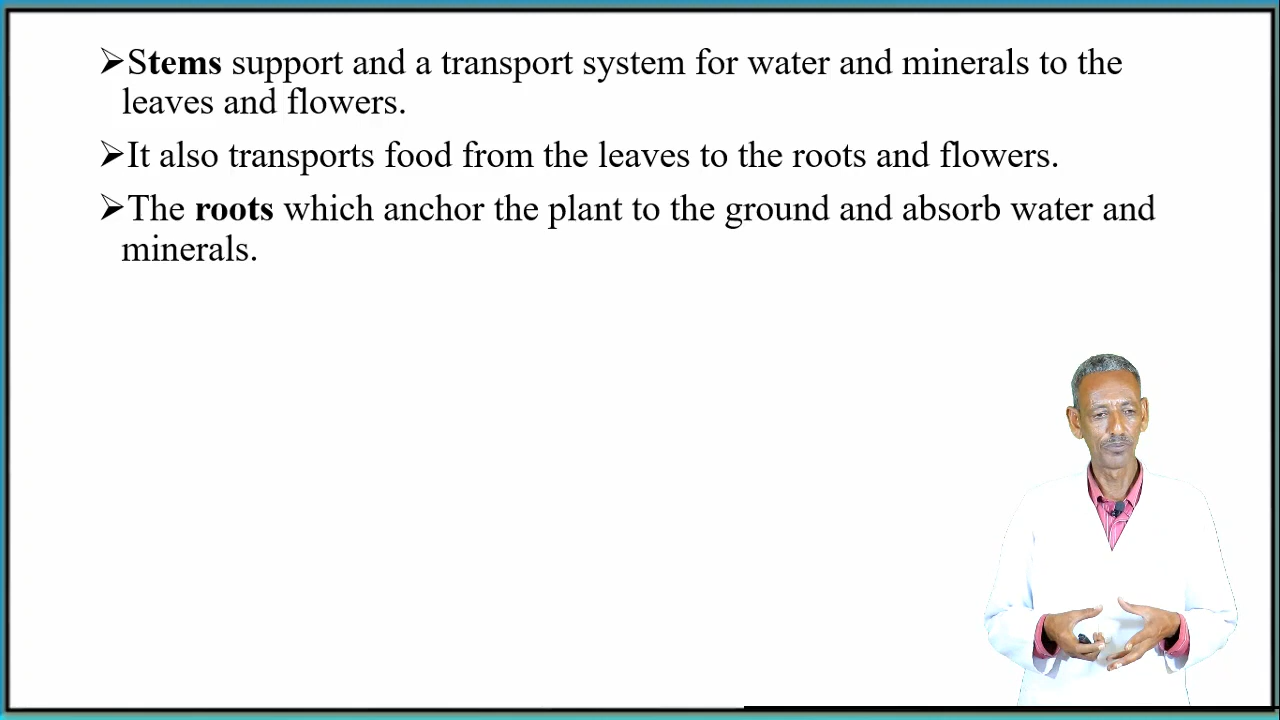 ➢Stems support and a transport system for water and minerals to the
leaves and flowers.
➢It also transports food from the leaves to the roots and flowers.
➢The roots which anchor the plant to the ground and absorb water and
minerals.